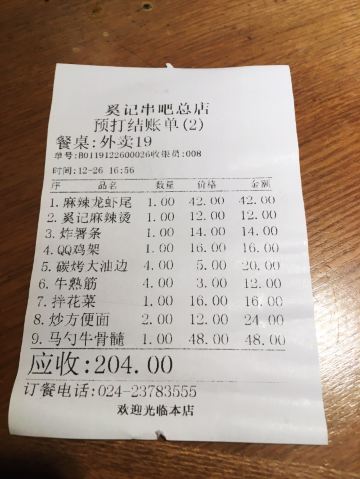 奚记串吧总店
预打结账单(2)
餐桌:外卖19
单号:B0119122600026收银员:008
时间:12-26 16:56
序 品名 数量 价格 金额
1.麻辣龙虾尾 1.00 42.00 42.00
2.奚记麻辣烫 1.00 12.00 12.00
3.炸薯条 1.00 14.00 14.00
4.QQ鸡架 1.00 16.00 16.00
5.碳烤大油边 4.00 5.00 20.00
6.牛熟筋 4.00 3.00 12.00
7.拌花菜 1.00 16.00 16.00
8.炒方便面 2.00 12.00 24.00
9.马勺牛骨髓 1.00 48.00 48.00
应收:204.00
订餐电话:024-23783555
欢迎光临本店